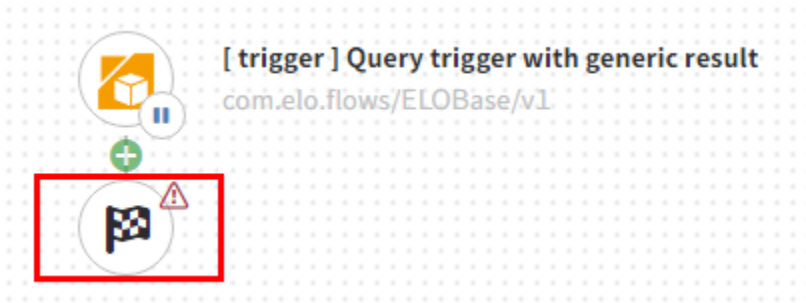 [ trigger ] Query trigger with generic result
com.elo.flows/ELOBase/v1